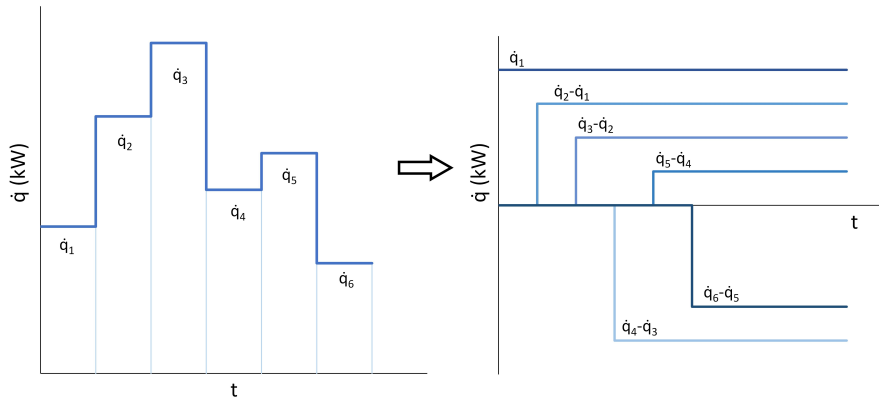 q̇ (kW)
q̇₁
q̇₂
q̇₃
q̇₄
q̇₅
q̇₆
t
q̇ (kW)
q̇₁
q̇₂-q̇₁
q̇₃-q̇₂
q̇₅-q̇₄
t
q̇₆-q̇₅
q̇₄-q̇₃